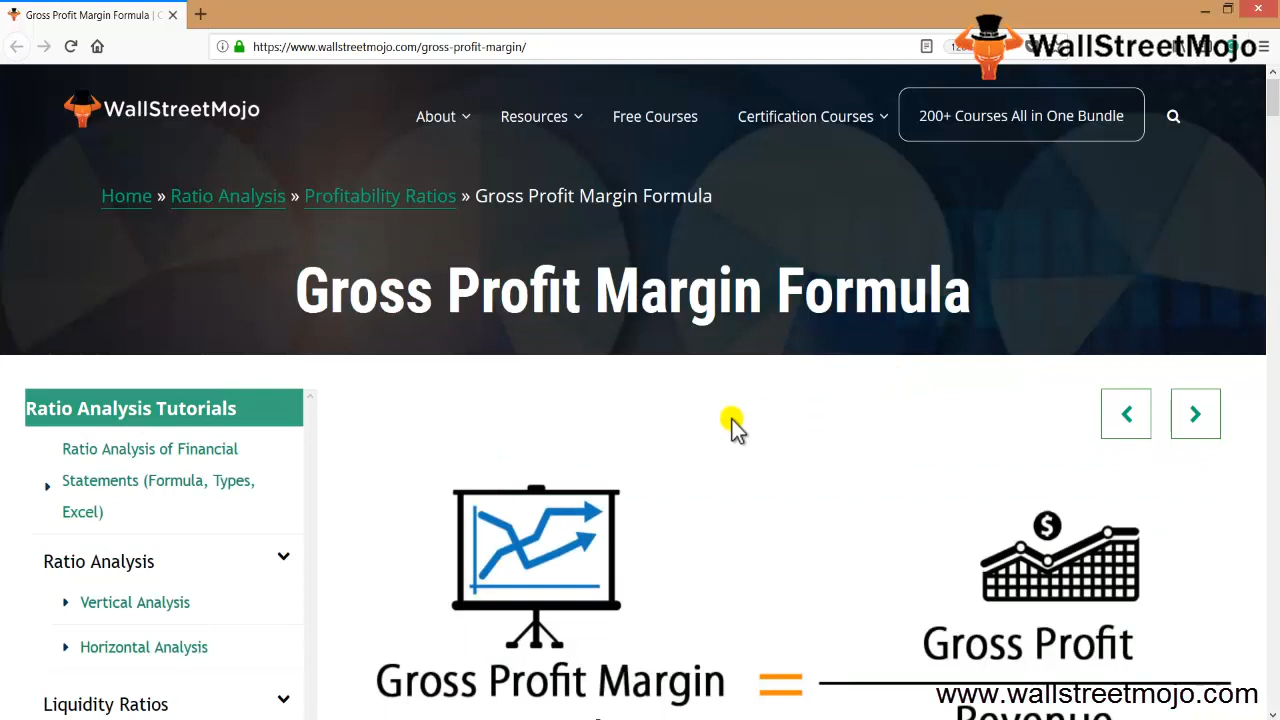 Gross Profit Margin Formula | C
https://www.wallstreetmojo.com/gross-profit-margin/
WallStreetMojo
WallStreetMojo
About
Resources
Free Courses
Certification Courses
200+ Courses All in One Bundle
Home » Ratio Analysis » Profitability Ratios » Gross Profit Margin Formula
Gross Profit Margin Formula
Ratio Analysis Tutorials
Ratio Analysis of Financial
Statements (Formula, Types,
Excel)
Ratio Analysis
Vertical Analysis
Horizontal Analysis
Liquidity Ratios
$
Gross Profit Margin
=
Gross Profit
Revenue
www.wallstreetmojo.com